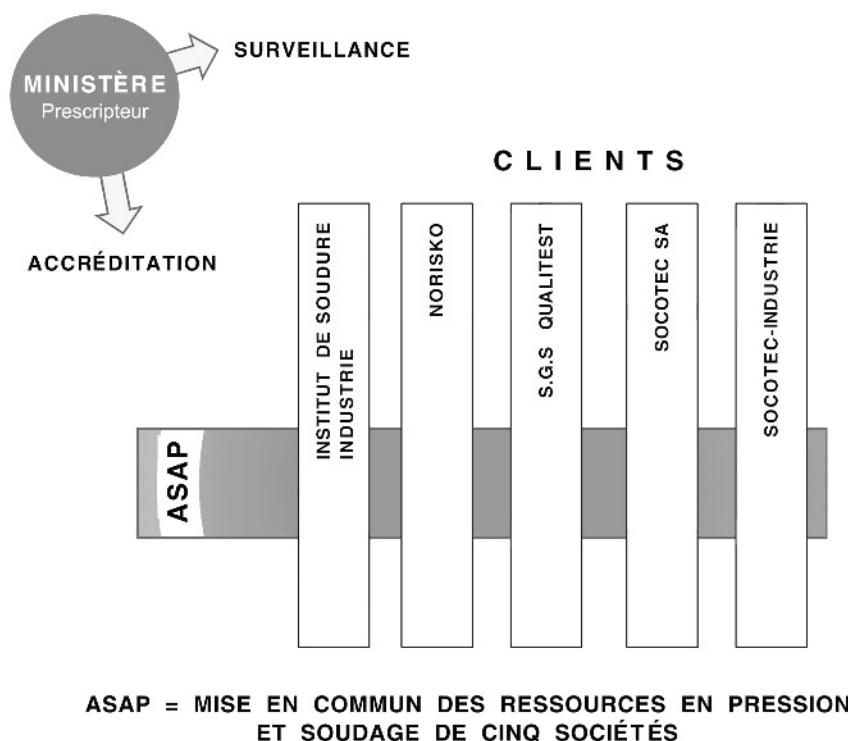 SURVEILLANCE
MINISTÈRE
Prescripteur
CLIENTS
ACCRÉDITATION
INSTITUT DE SOUDURE
INDUSTRIE
NORISKO
S.G.S QUALITEST
SOCOTEC SA
SOCOTEC-INDUSTRIE
ASAP
ASAP = MISE EN COMMUN DES RESSOURCES EN PRESSION
ET SOUDAGE DE CINQ SOCIÉTÉS